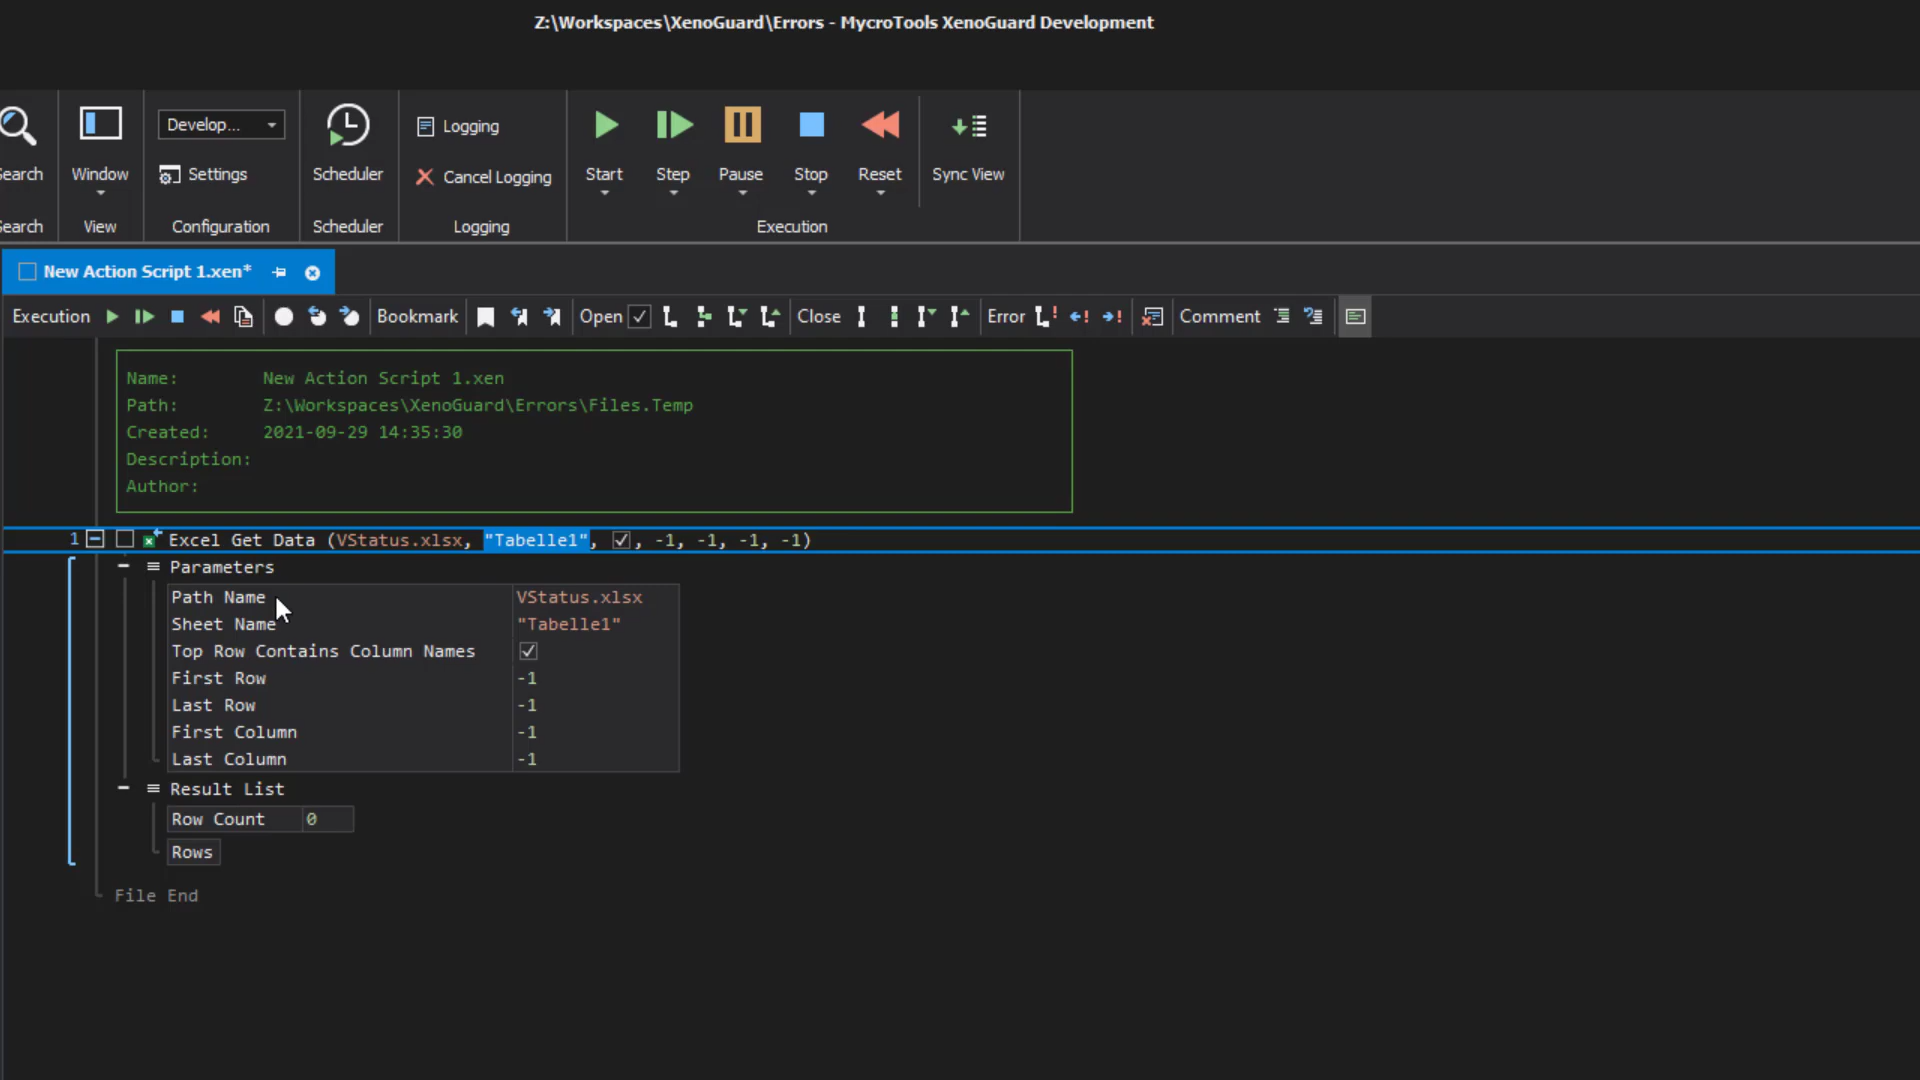 Z:\Workspaces\XenoGuard\Errors - MycroTools XenoGuard Development
Search
Window
Develop...
Settings
Scheduler
Logging
Cancel Logging
Start
Step
Pause
Stop
Reset
Sync View
Search
View
Configuration
Scheduler
Logging
Execution
New Action Script 1.xen*
Execution Bookmark Open Close Error Comment
Name: New Action Script 1.xen
Path: Z:\Workspaces\XenoGuard\Errors\Files.Temp
Created: 2021-09-29 14:35:30
Description:
Author:
1 Excel Get Data (VStatus.xlsx, "Tabelle1", ☑, -1, -1, -1, -1)
Parameters
Path Name VStatus.xlsx
Sheet Name "Tabelle1"
Top Row Contains Column Names ☑
First Row -1
Last Row -1
First Column -1
Last Column -1
Result List
Row Count 0
Rows
File End